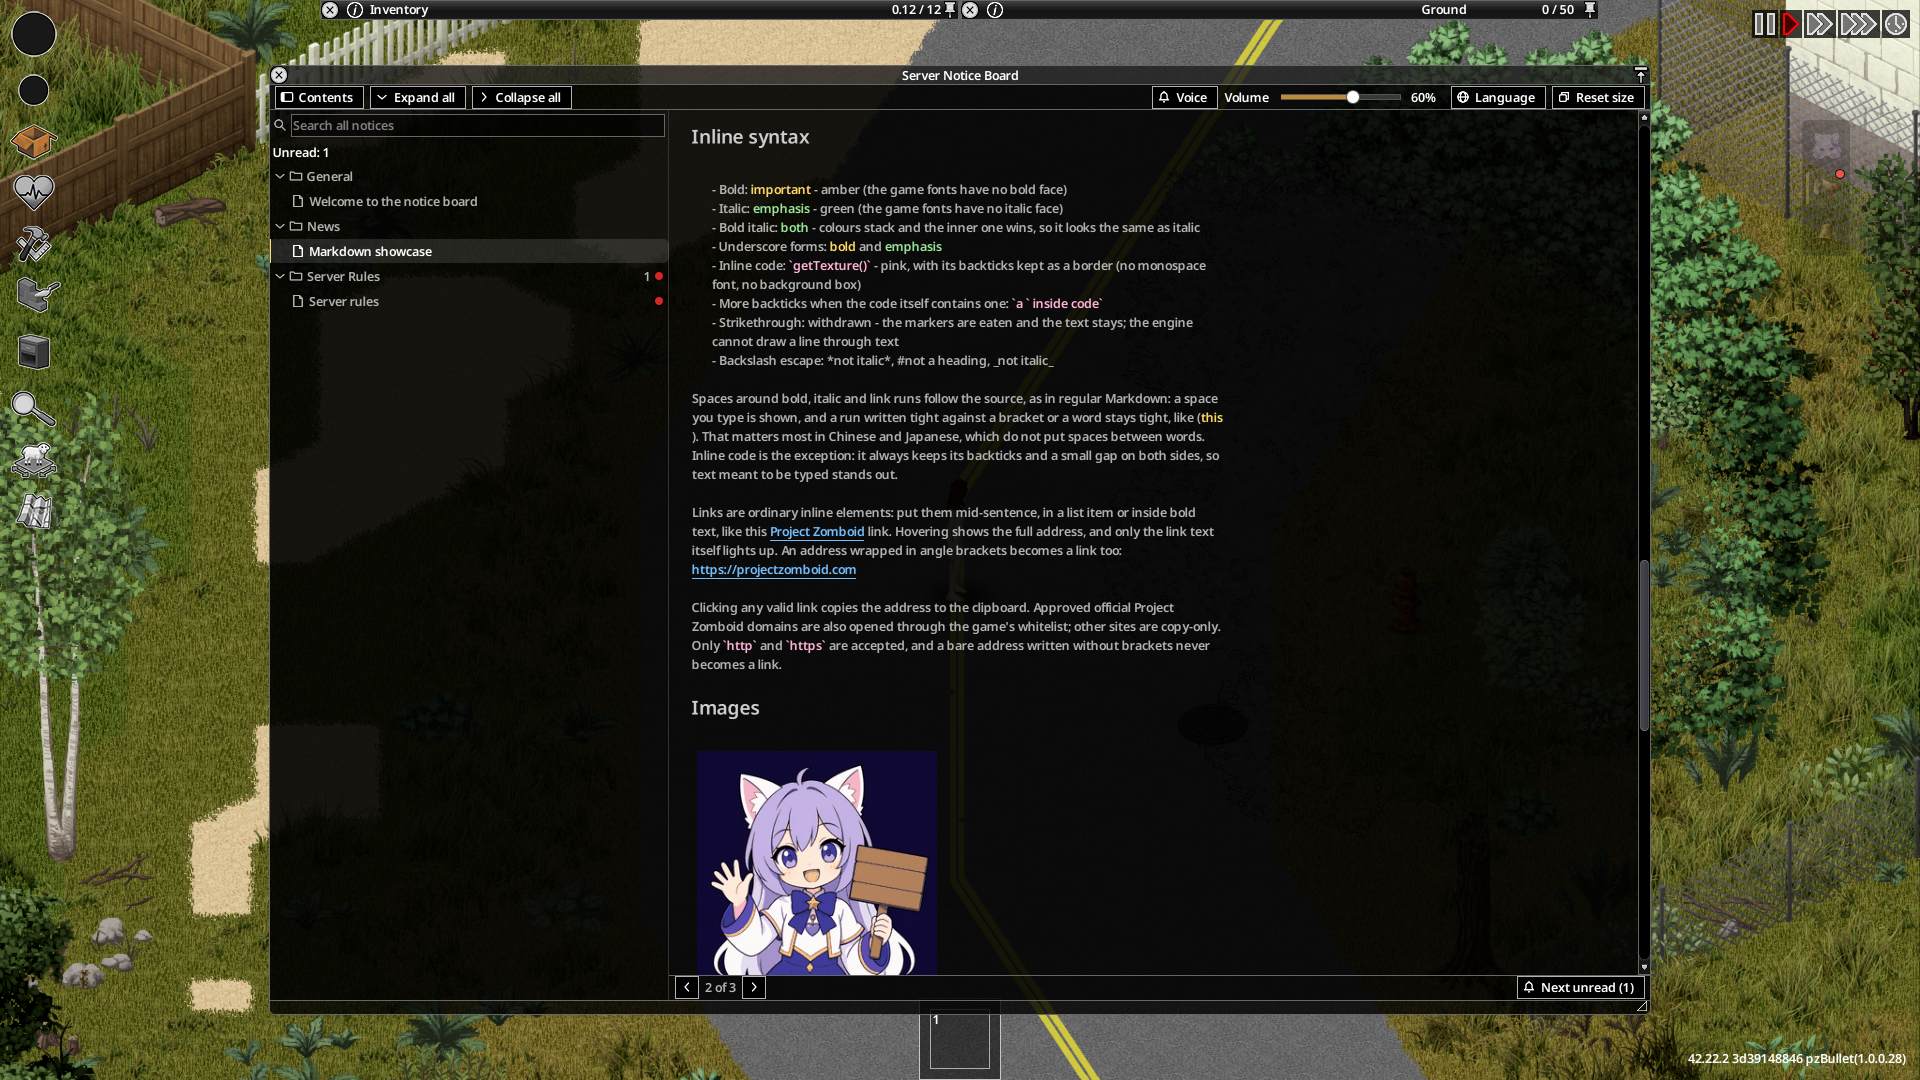 Inventory
0.12 / 12
Ground
0 / 50
Server Notice Board
Contents
Expand all
Collapse all
Voice
Volume
60%
Language
Reset size
Search all notices
Unread: 1
General
Welcome to the notice board
News
Markdown showcase
Server Rules
1
Server rules
Inline syntax
- Bold: important - amber (the game fonts have no bold face)
- Italic: emphasis - green (the game fonts have no italic face)
- Bold italic: both - colours stack and the inner one wins, so it looks the same as italic
- Underscore forms: bold and emphasis
- Inline code: `getTexture()` - pink, with its backticks kept as a border (no monospace
font, no background box)
- More backticks when the code itself contains one: `a ` inside code`
- Strikethrough: withdrawn - the markers are eaten and the text stays; the engine
cannot draw a line through text
- Backslash escape: *not italic*, #not a heading, _not italic_
Spaces around bold, italic and link runs follow the source, as in regular Markdown: a space
you type is shown, and a run written tight against a bracket or a word stays tight, like (this
). That matters most in Chinese and Japanese, which do not put spaces between words.
Inline code is the exception: it always keeps its backticks and a small gap on both sides, so
text meant to be typed stands out.
Links are ordinary inline elements: put them mid-sentence, in a list item or inside bold
text, like this Project Zomboid link. Hovering shows the full address, and only the link text
itself lights up. An address wrapped in angle brackets becomes a link too:
https://projectzomboid.com
Clicking any valid link copies the address to the clipboard. Approved official Project
Zomboid domains are also opened through the game's whitelist; other sites are copy-only.
Only `http` and `https` are accepted, and a bare address written without brackets never
becomes a link.
Images
2 of 3
Next unread (1)
1
42.22.2 3d39148846 pzBullet(1.0.0.28)